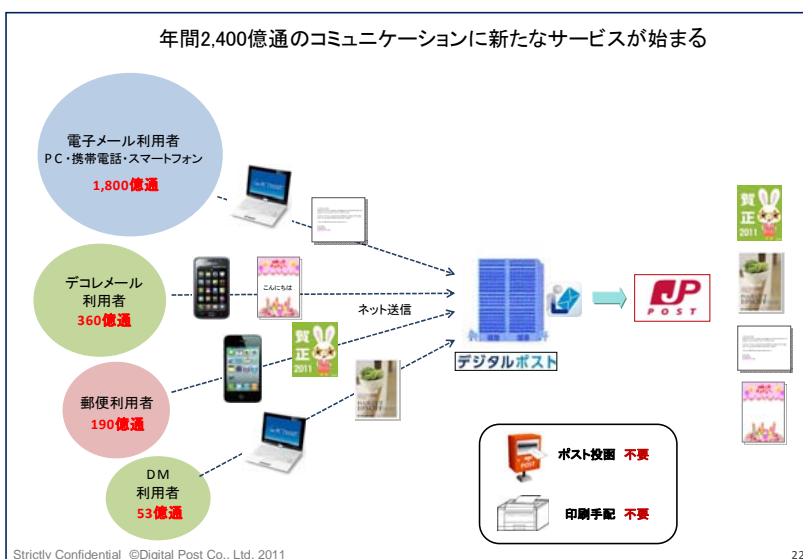 年間2,400億通のコミュニケーションに新たなサービスが始まる
電子メール利用者
PC・携帯電話・スマートフォン
1,800億通
デコレメール
利用者
360億通
こんにちは
ネット送信
郵便利用者
190億通
賀
正
2011
DM
利用者
53億通
デジタルポスト
JP
POST
賀
正
2011
POST
ポスト投函 不要
印刷手配 不要
Strictly Confidential ©Digital Post Co., Ltd. 2011
22